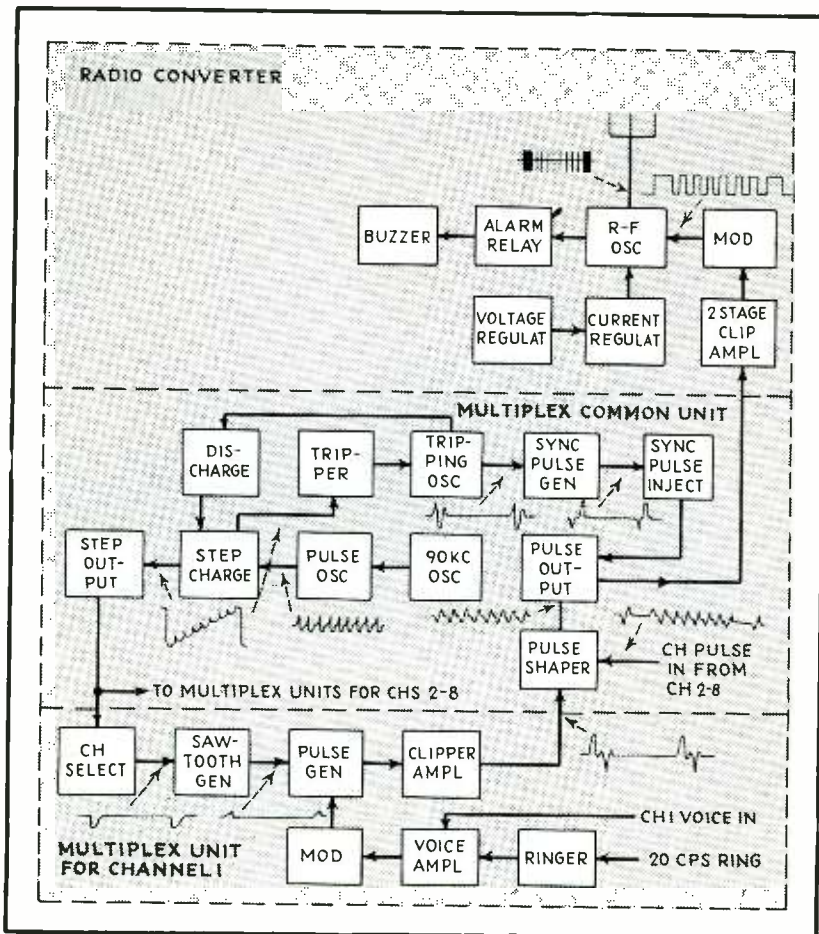 RADIO CONVERTER
BUZZER
ALARM
RELAY
R-F
OSC
MOD
VOLTAGE
REGULAT
CURRENT
REGULAT
2 STAGE
CLIP
AMPL
MULTIPLEX COMMON UNIT
DIS-
CHARGE
TRIP-
PER
TRIP-
PING
OSC
SYNC
PULSE
GEN
SYNC
PULSE
INJECT
STEP
OUT-
PUT
STEP
CHARGE
PULSE
OSC
90KC
OSC
PULSE
OUT-
PUT
PULSE
SHAPER
CH PULSE
IN FROM
CH 2-8
TO MULTIPLEX UNITS FOR CHS 2-8
CH
SELECT
SAW-
TOOTH
GEN
PULSE
GEN
CLIPPER
AMPL
MULTIPLEX UNIT
FOR CHANNEL I
MOD
VOICE
AMPL
RINGER
CH I VOICE IN
20 CPS RING